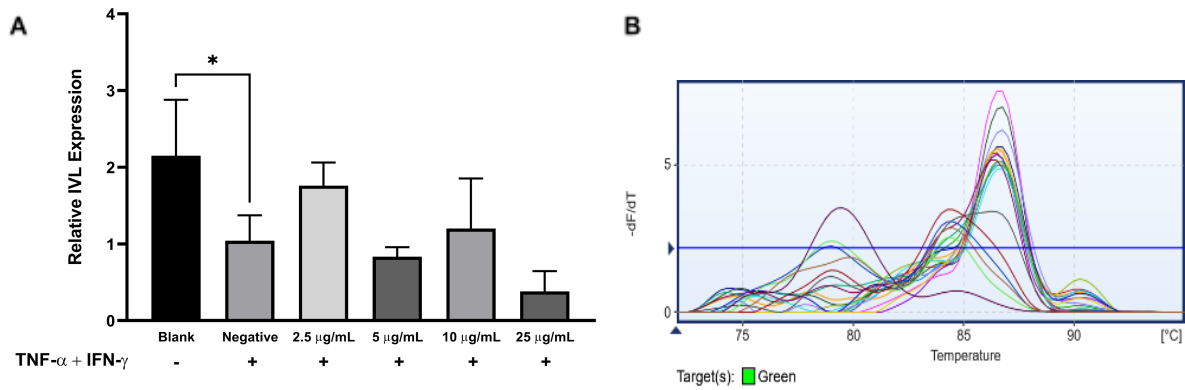 A
Relative IVL Expression
4
3
2
1
0
*
Blank Negative 2.5 μg/mL 5 μg/mL 10 μg/mL 25 μg/mL
TNF-α + IFN-γ - + + + + +
B
-dF/dT
5
0
75 80 85 90 [°C]
Temperature
Target(s): Green